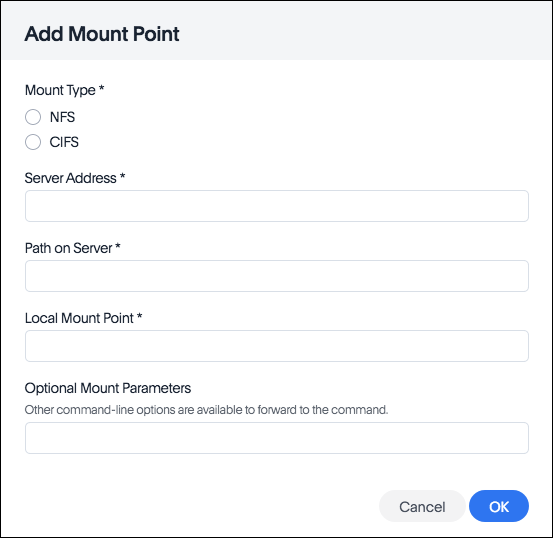 Add Mount Point
Mount Type *
NFS
CIFS
Server Address *
Path on Server *
Local Mount Point *
Optional Mount Parameters
Other command-line options are available to forward to the command.
Cancel
OK